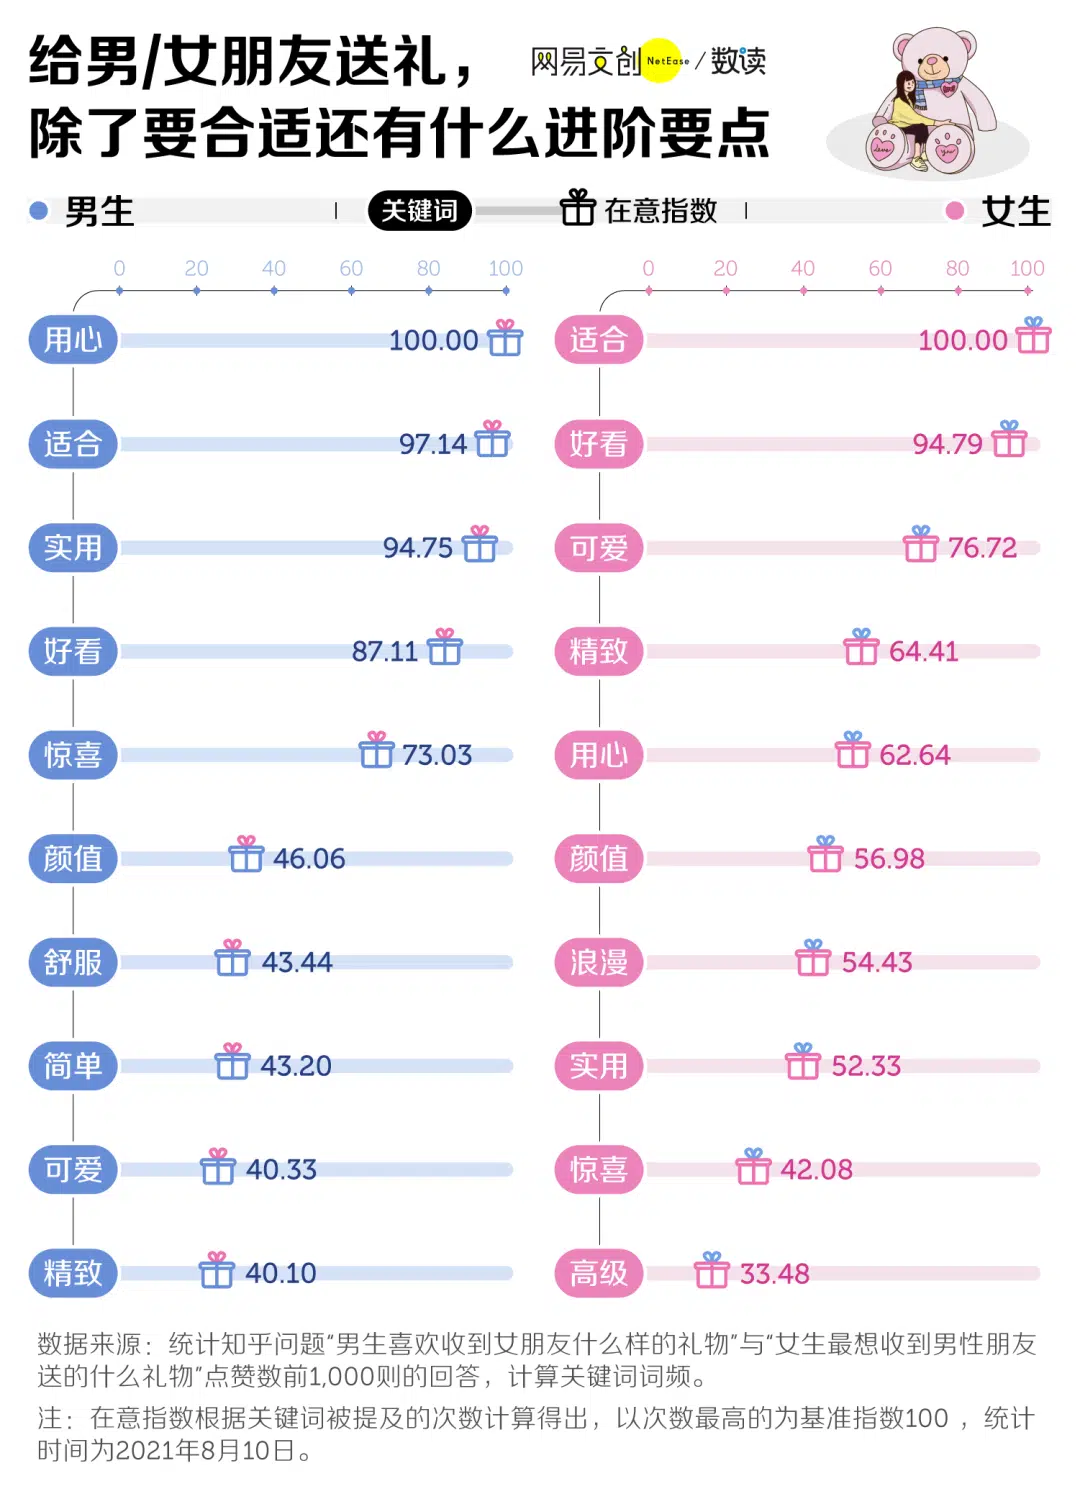 给男/女朋友送礼，
网易文创 NetEase / 数读
除了要合适还有什么进阶要点
男生 关键词 在意指数 女生
0 20 40 60 80 100 0 20 40 60 80 100
用心 100.00 适合 100.00
适合 97.14 好看 94.79
实用 94.75 可爱 76.72
好看 87.11 精致 64.41
惊喜 73.03 用心 62.64
颜值 46.06 颜值 56.98
舒服 43.44 浪漫 54.43
简单 43.20 实用 52.33
可爱 40.33 惊喜 42.08
精致 40.10 高级 33.48
数据来源：统计知乎问题“男生喜欢收到女朋友什么样的礼物”与“女生最想收到男性朋友
送的什么礼物”点赞数前1,000则的回答，计算关键词词频。
注：在意指数根据关键词被提及的次数计算得出，以次数最高的为基准指数100 ，统计
时间为2021年8月10日。